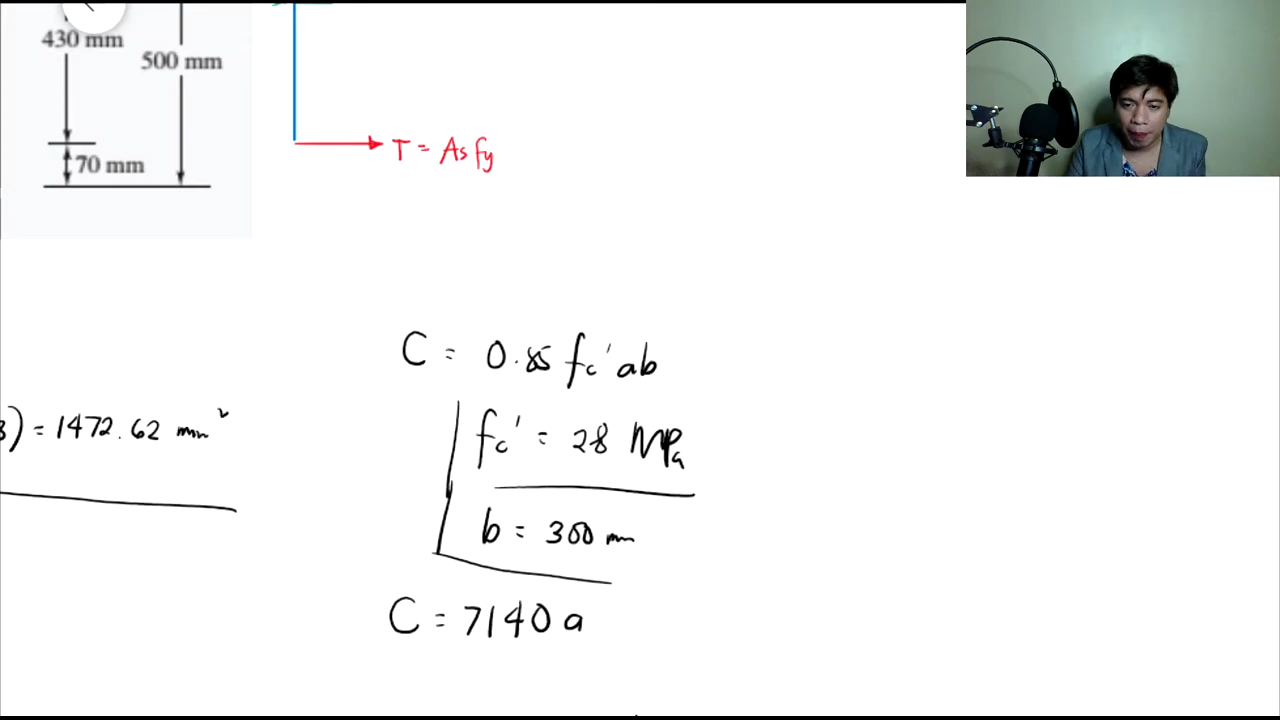 430 mm
500 mm
70 mm
T = As fy
C = 0.85 fc' ab
) = 1472.62 mm²
fc' = 28 MPa
b = 300 mm
C = 7140 a